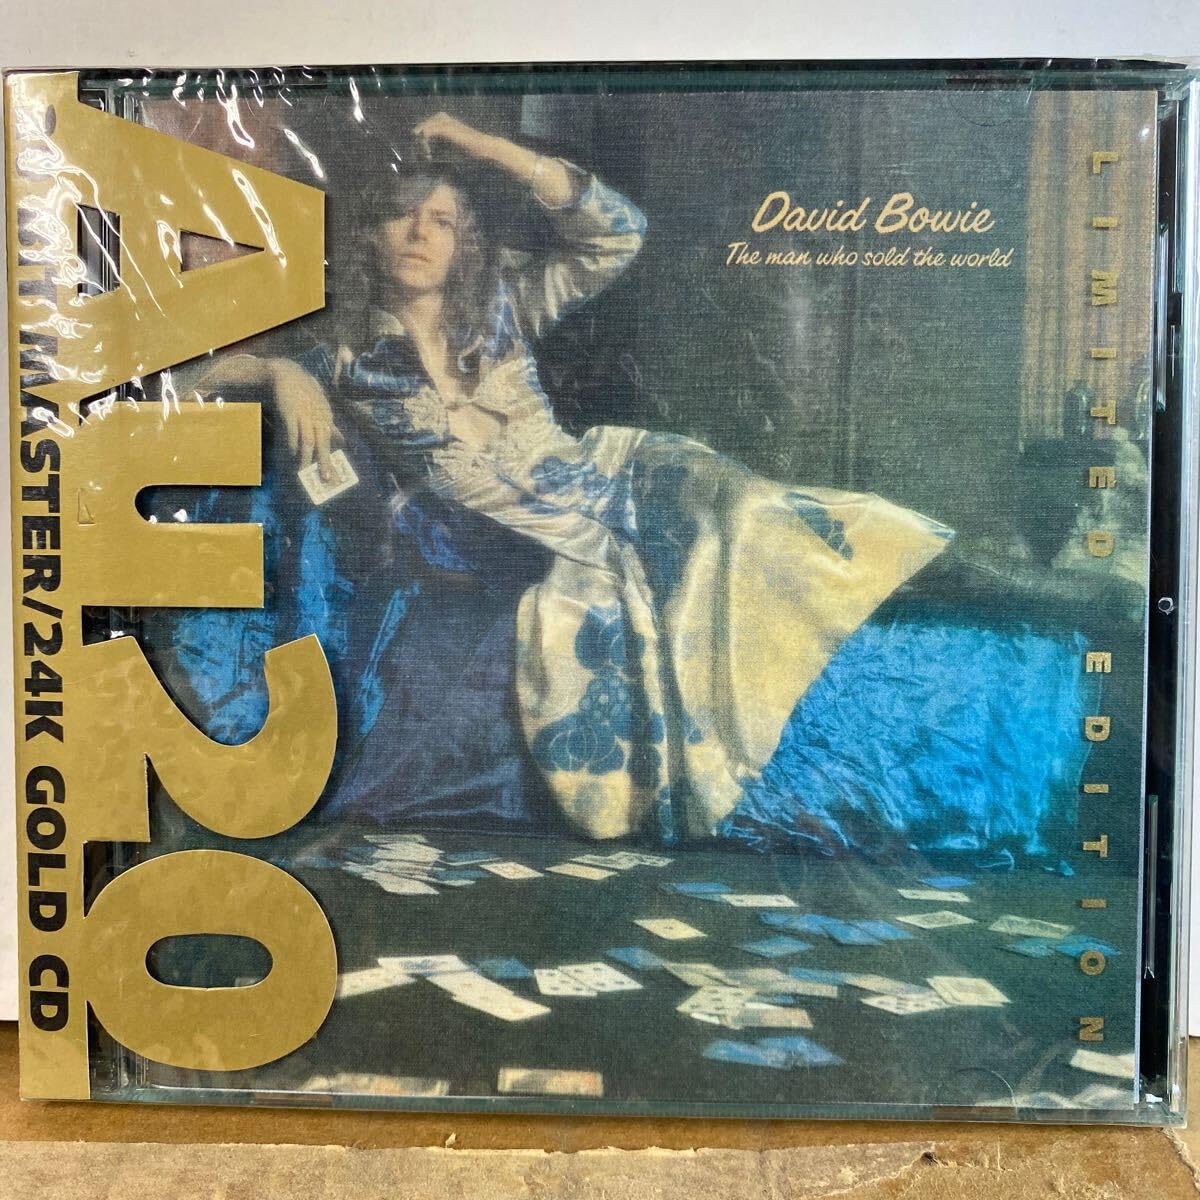 Au20
20 BIT MASTER/24K GOLD CD
David Bowie
The man who sold the world
LIMITED EDITION